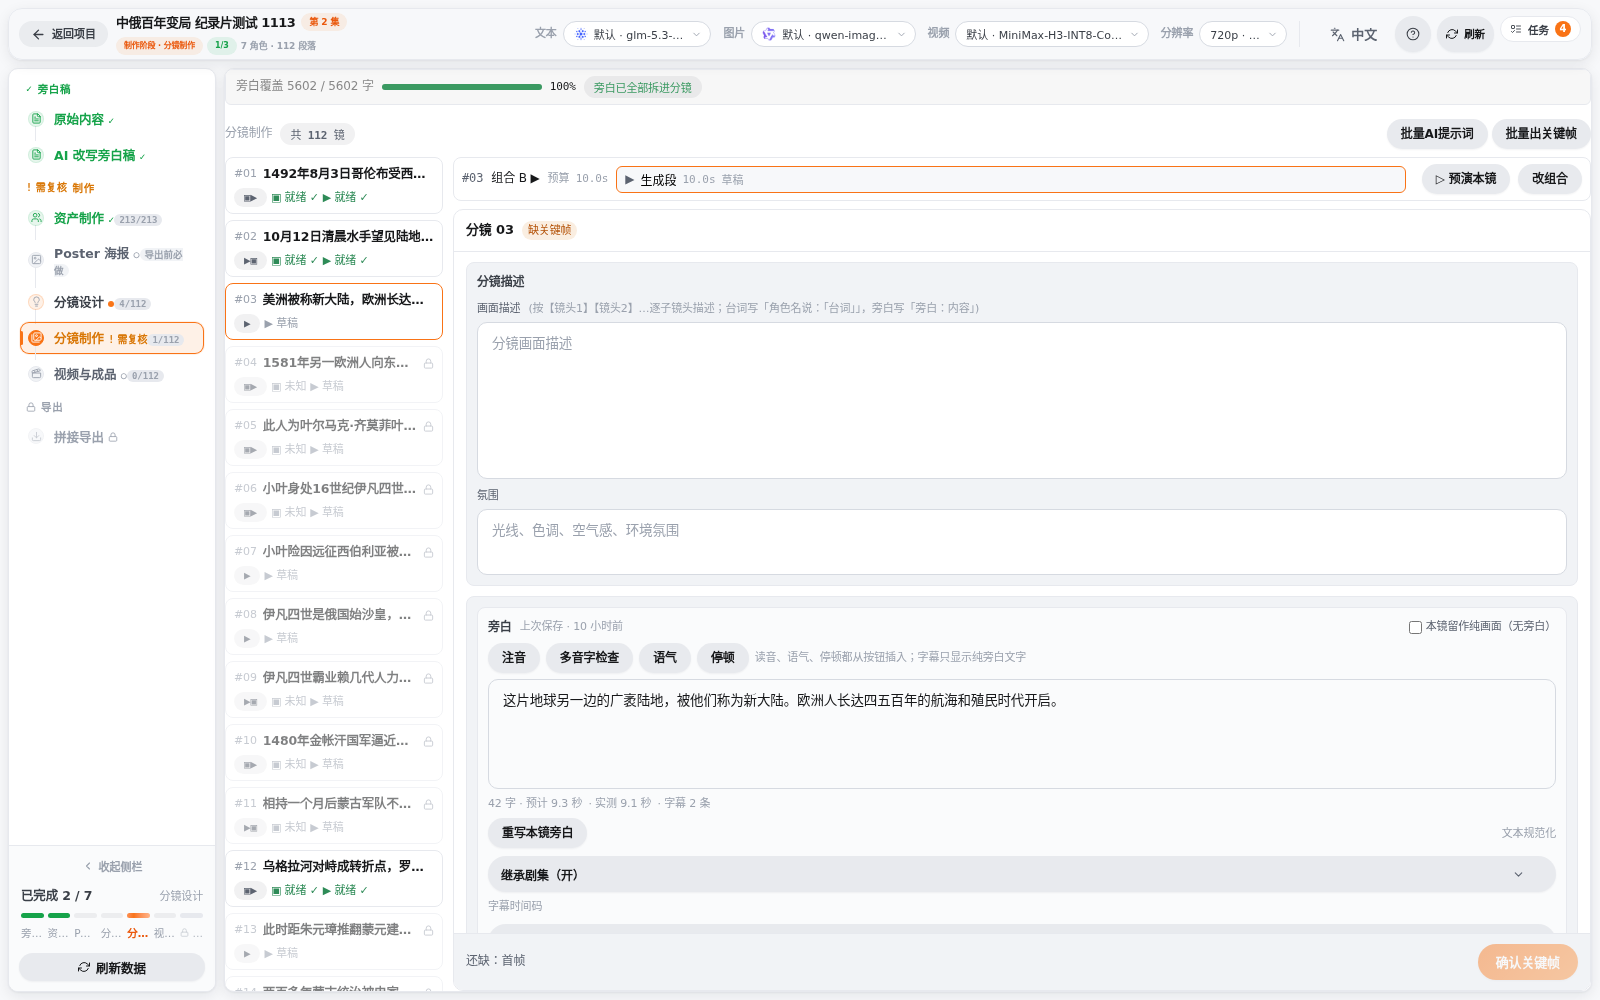 返回项目
中俄百年变局 纪录片测试 1113 第 2 集
制作阶段 · 分镜制作 1/3 7 角色 · 112 段落
文本 默认 · glm-5.3-...
图片 默认 · qwen-imag...
视频 默认 · MiniMax-H3-INT8-Co...
分辨率 720p · ...
中文
刷新
任务 4
✓ 旁白稿
原始内容 ✓
AI 改写旁白稿 ✓
! 需复核 制作
资产制作 ✓ 213/213
Poster 海报 ○ 导出前必做
分镜设计 ● 4/112
分镜制作 ! 需复核 1/112
视频与成品 ○ 0/112
导出
拼接导出
收起侧栏
已完成 2 / 7 分镜设计
旁... 资... P... 分... 分... 视... ...
刷新数据
旁白覆盖 5602 / 5602 字 100% 旁白已全部拆进分镜
分镜制作 共 112 镜
批量AI提示词 批量出关键帧
#01 1492年8月3日哥伦布受西...
▣▶ ▣ 就绪 ✓ ▶ 就绪 ✓
#02 10月12日清晨水手望见陆地...
▶▣ ▣ 就绪 ✓ ▶ 就绪 ✓
#03 美洲被称新大陆，欧洲长达...
▶ ▶ 草稿
#04 1581年另一欧洲人向东...
▣▶ ▣ 未知 ▶ 草稿
#05 此人为叶尔马克·齐莫菲叶...
▣▶ ▣ 未知 ▶ 草稿
#06 小叶身处16世纪伊凡四世...
▣▶ ▣ 未知 ▶ 草稿
#07 小叶险因远征西伯利亚被...
▶ ▶ 草稿
#08 伊凡四世是俄国始沙皇，...
▶ ▶ 草稿
#09 伊凡四世霸业赖几代人力...
▶▣ ▣ 未知 ▶ 草稿
#10 1480年金帐汗国军逼近...
▣▶ ▣ 未知 ▶ 草稿
#11 相持一个月后蒙古军队不...
▶▣ ▣ 未知 ▶ 草稿
#12 乌格拉河对峙成转折点，罗...
▣▶ ▣ 就绪 ✓ ▶ 就绪 ✓
#13 此时距朱元璋推翻蒙元建...
▶ ▶ 草稿
#03 组合 B ▶ 预算 10.0s ▶ 生成段 10.0s 草稿
▷ 预演本镜 改组合
分镜 03 缺关键帧
分镜描述
画面描述 （按【镜头1】【镜头2】…逐子镜头描述；台词写「角色名说：「台词」」，旁白写「旁白：内容」）
分镜画面描述
氛围
光线、色调、空气感、环境氛围
旁白 上次保存 · 10 小时前
本镜留作纯画面（无旁白）
注音 多音字检查 语气 停顿 读音、语气、停顿都从按钮插入；字幕只显示纯旁白文字
这片地球另一边的广袤陆地，被他们称为新大陆。欧洲人长达四五百年的航海和殖民时代开启。
42 字 · 预计 9.3 秒 · 实测 9.1 秒 · 字幕 2 条
重写本镜旁白 文本规范化
继承剧集（开）
字幕时间码
还缺：首帧
确认关键帧